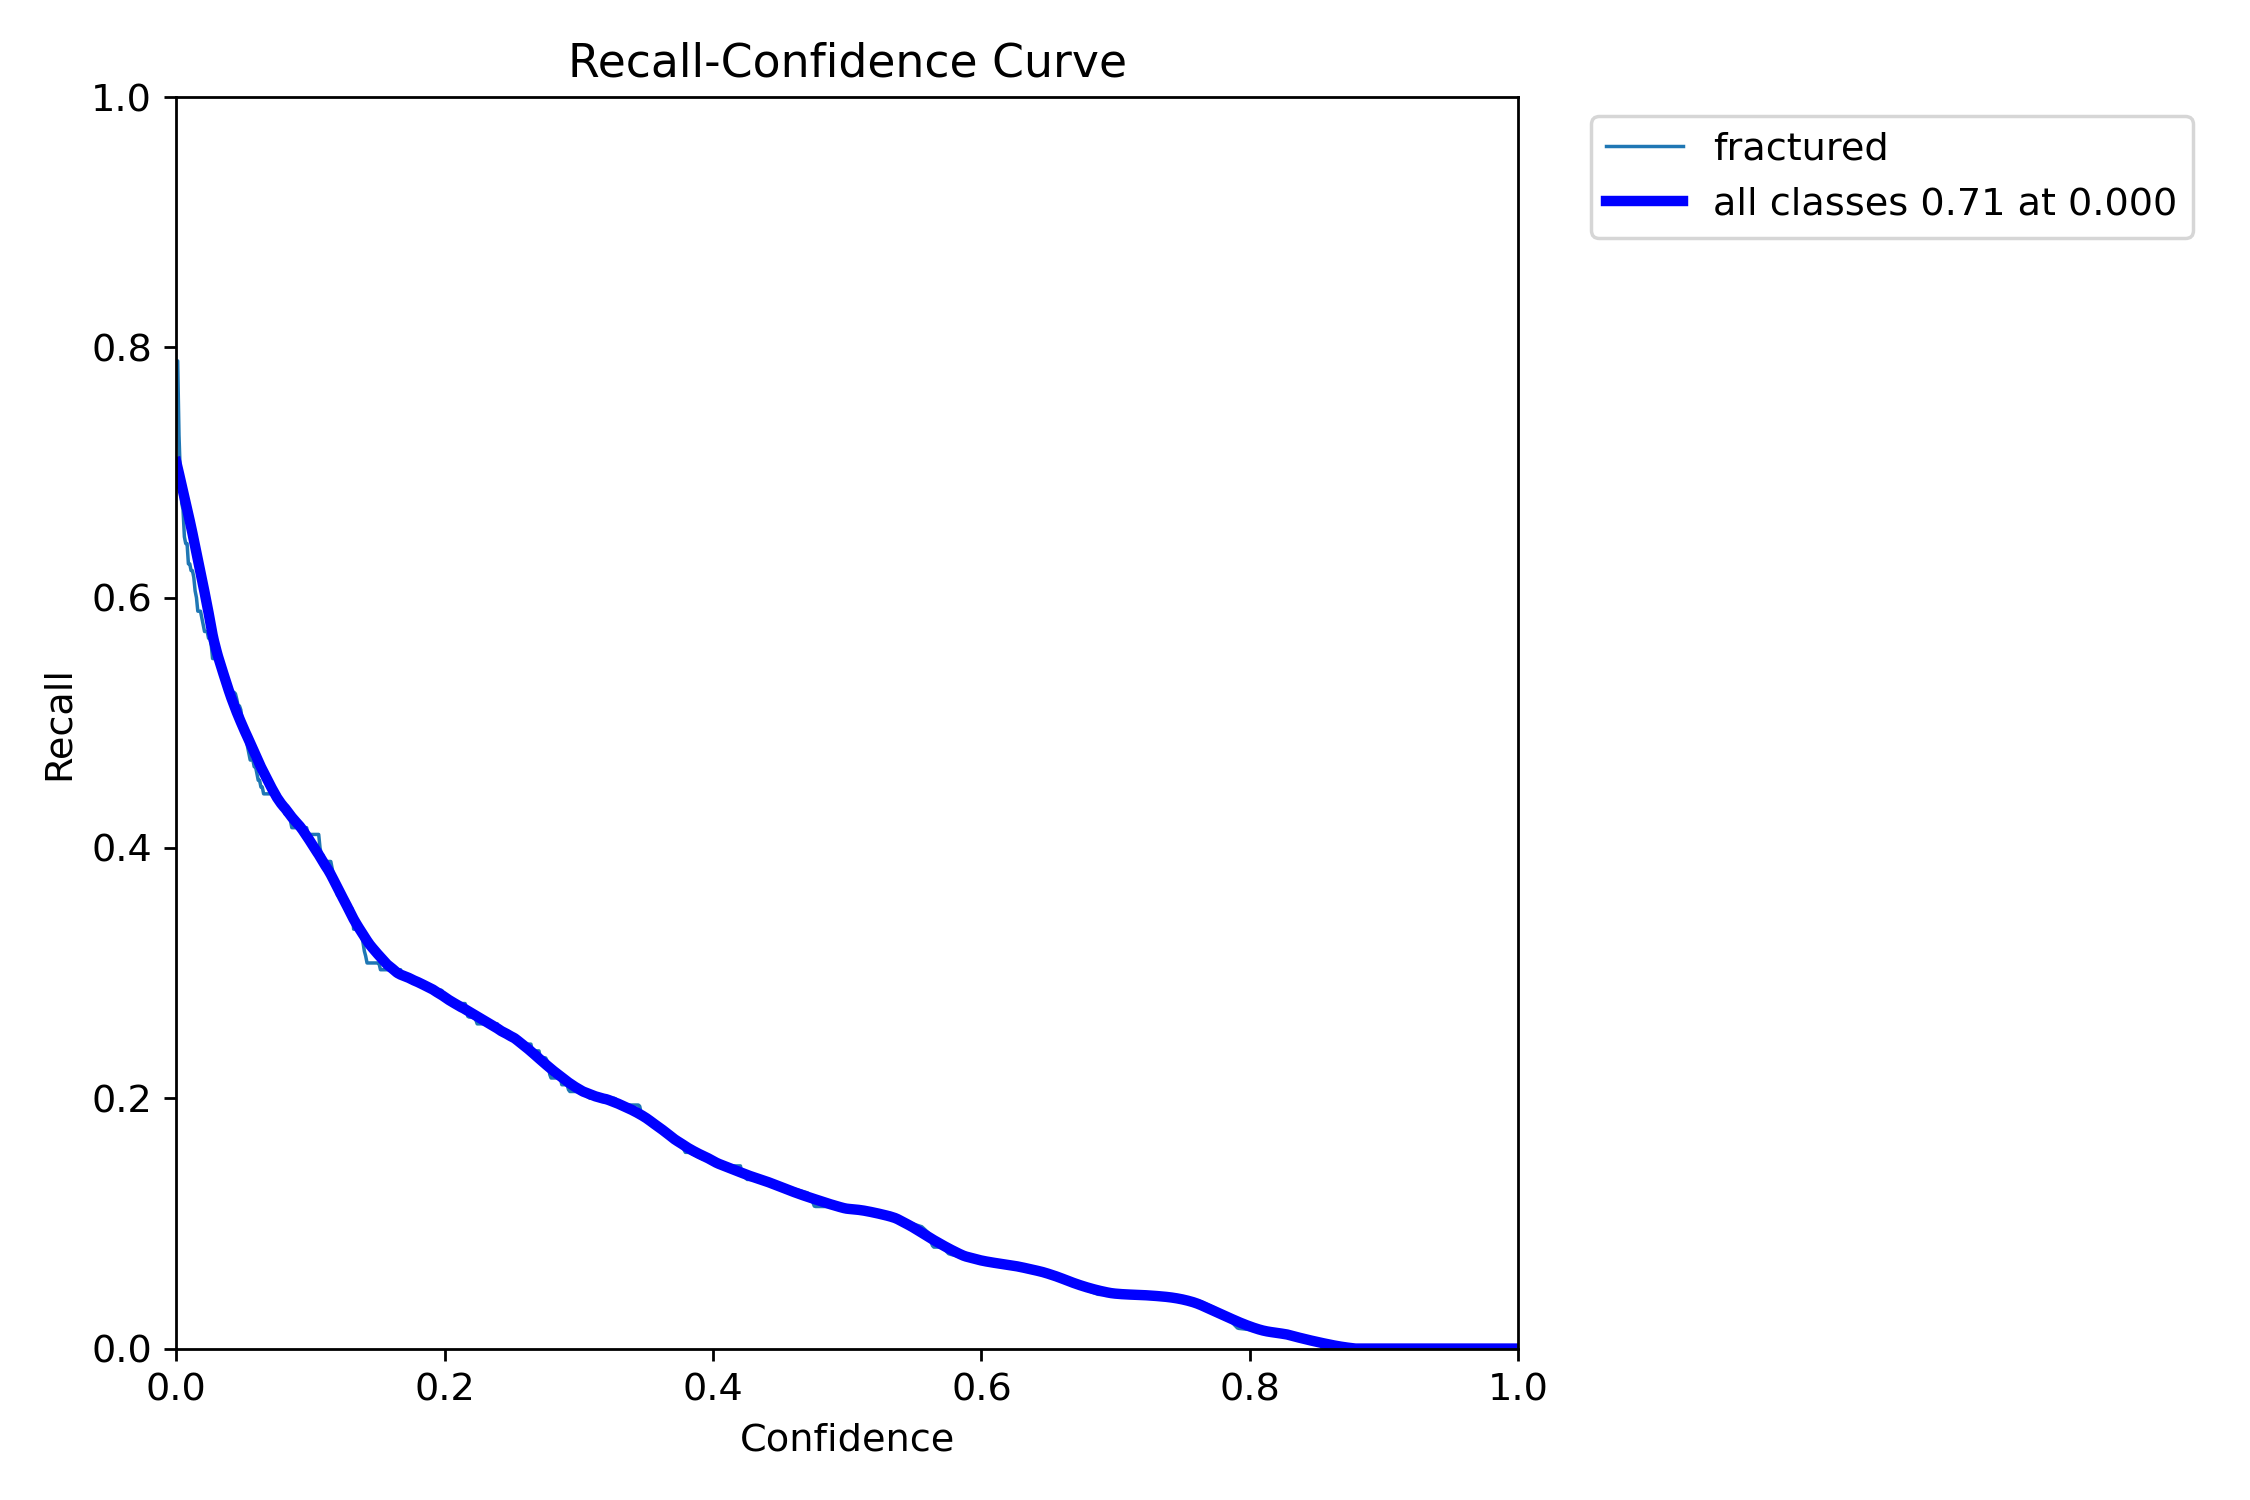 Recall-Confidence Curve
1.0
0.8
0.6
0.4
0.2
0.0
Recall
0.0 0.2 0.4 0.6 0.8 1.0
Confidence
fractured
all classes 0.71 at 0.000